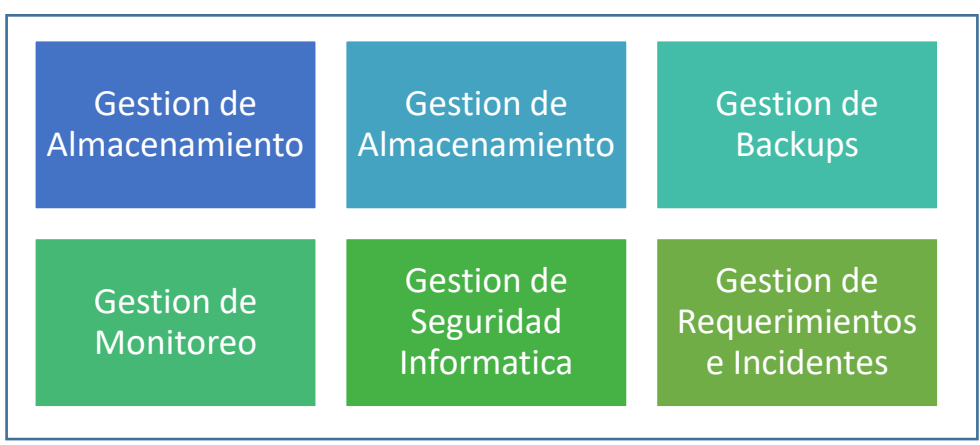 Gestion de
Almacenamiento
Gestion de
Almacenamiento
Gestion de
Backups
Gestion de
Monitoreo
Gestion de
Seguridad
Informatica
Gestion de
Requerimientos
e Incidentes